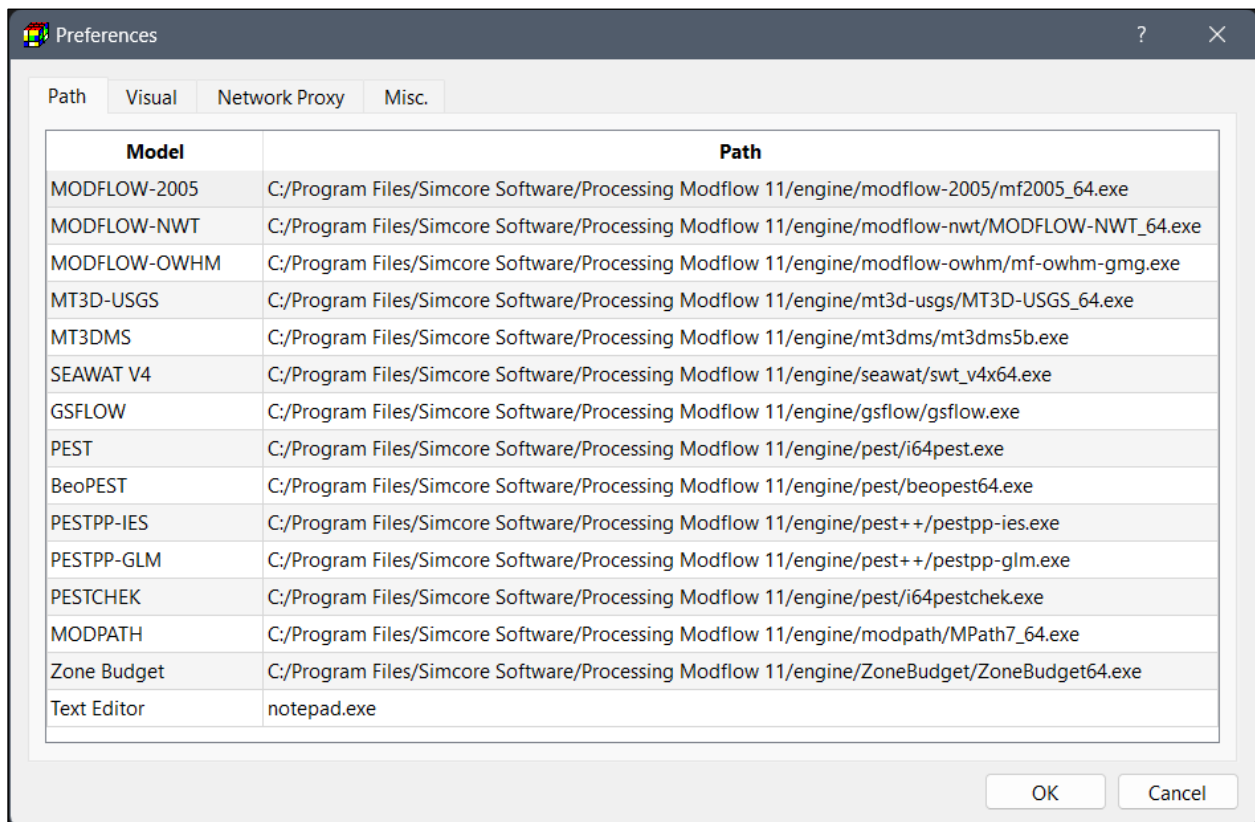 Preferences
?
Path Visual Network Proxy Misc.
Model Path
MODFLOW-2005 C:/Program Files/Simcore Software/Processing Modflow 11/engine/modflow-2005/mf2005_64.exe
MODFLOW-NWT C:/Program Files/Simcore Software/Processing Modflow 11/engine/modflow-nwt/MODFLOW-NWT_64.exe
MODFLOW-OWHM C:/Program Files/Simcore Software/Processing Modflow 11/engine/modflow-owhm/mf-owhm-gmg.exe
MT3D-USGS C:/Program Files/Simcore Software/Processing Modflow 11/engine/mt3d-usgs/MT3D-USGS_64.exe
MT3DMS C:/Program Files/Simcore Software/Processing Modflow 11/engine/mt3dms/mt3dms5b.exe
SEAWAT V4 C:/Program Files/Simcore Software/Processing Modflow 11/engine/seawat/swt_v4x64.exe
GSFLOW C:/Program Files/Simcore Software/Processing Modflow 11/engine/gsflow/gsflow.exe
PEST C:/Program Files/Simcore Software/Processing Modflow 11/engine/pest/i64pest.exe
BeoPEST C:/Program Files/Simcore Software/Processing Modflow 11/engine/pest/beopest64.exe
PESTPP-IES C:/Program Files/Simcore Software/Processing Modflow 11/engine/pest++/pestpp-ies.exe
PESTPP-GLM C:/Program Files/Simcore Software/Processing Modflow 11/engine/pest++/pestpp-glm.exe
PESTCHEK C:/Program Files/Simcore Software/Processing Modflow 11/engine/pest/i64pestchek.exe
MODPATH C:/Program Files/Simcore Software/Processing Modflow 11/engine/modpath/MPath7_64.exe
Zone Budget C:/Program Files/Simcore Software/Processing Modflow 11/engine/ZoneBudget/ZoneBudget64.exe
Text Editor notepad.exe
OK Cancel